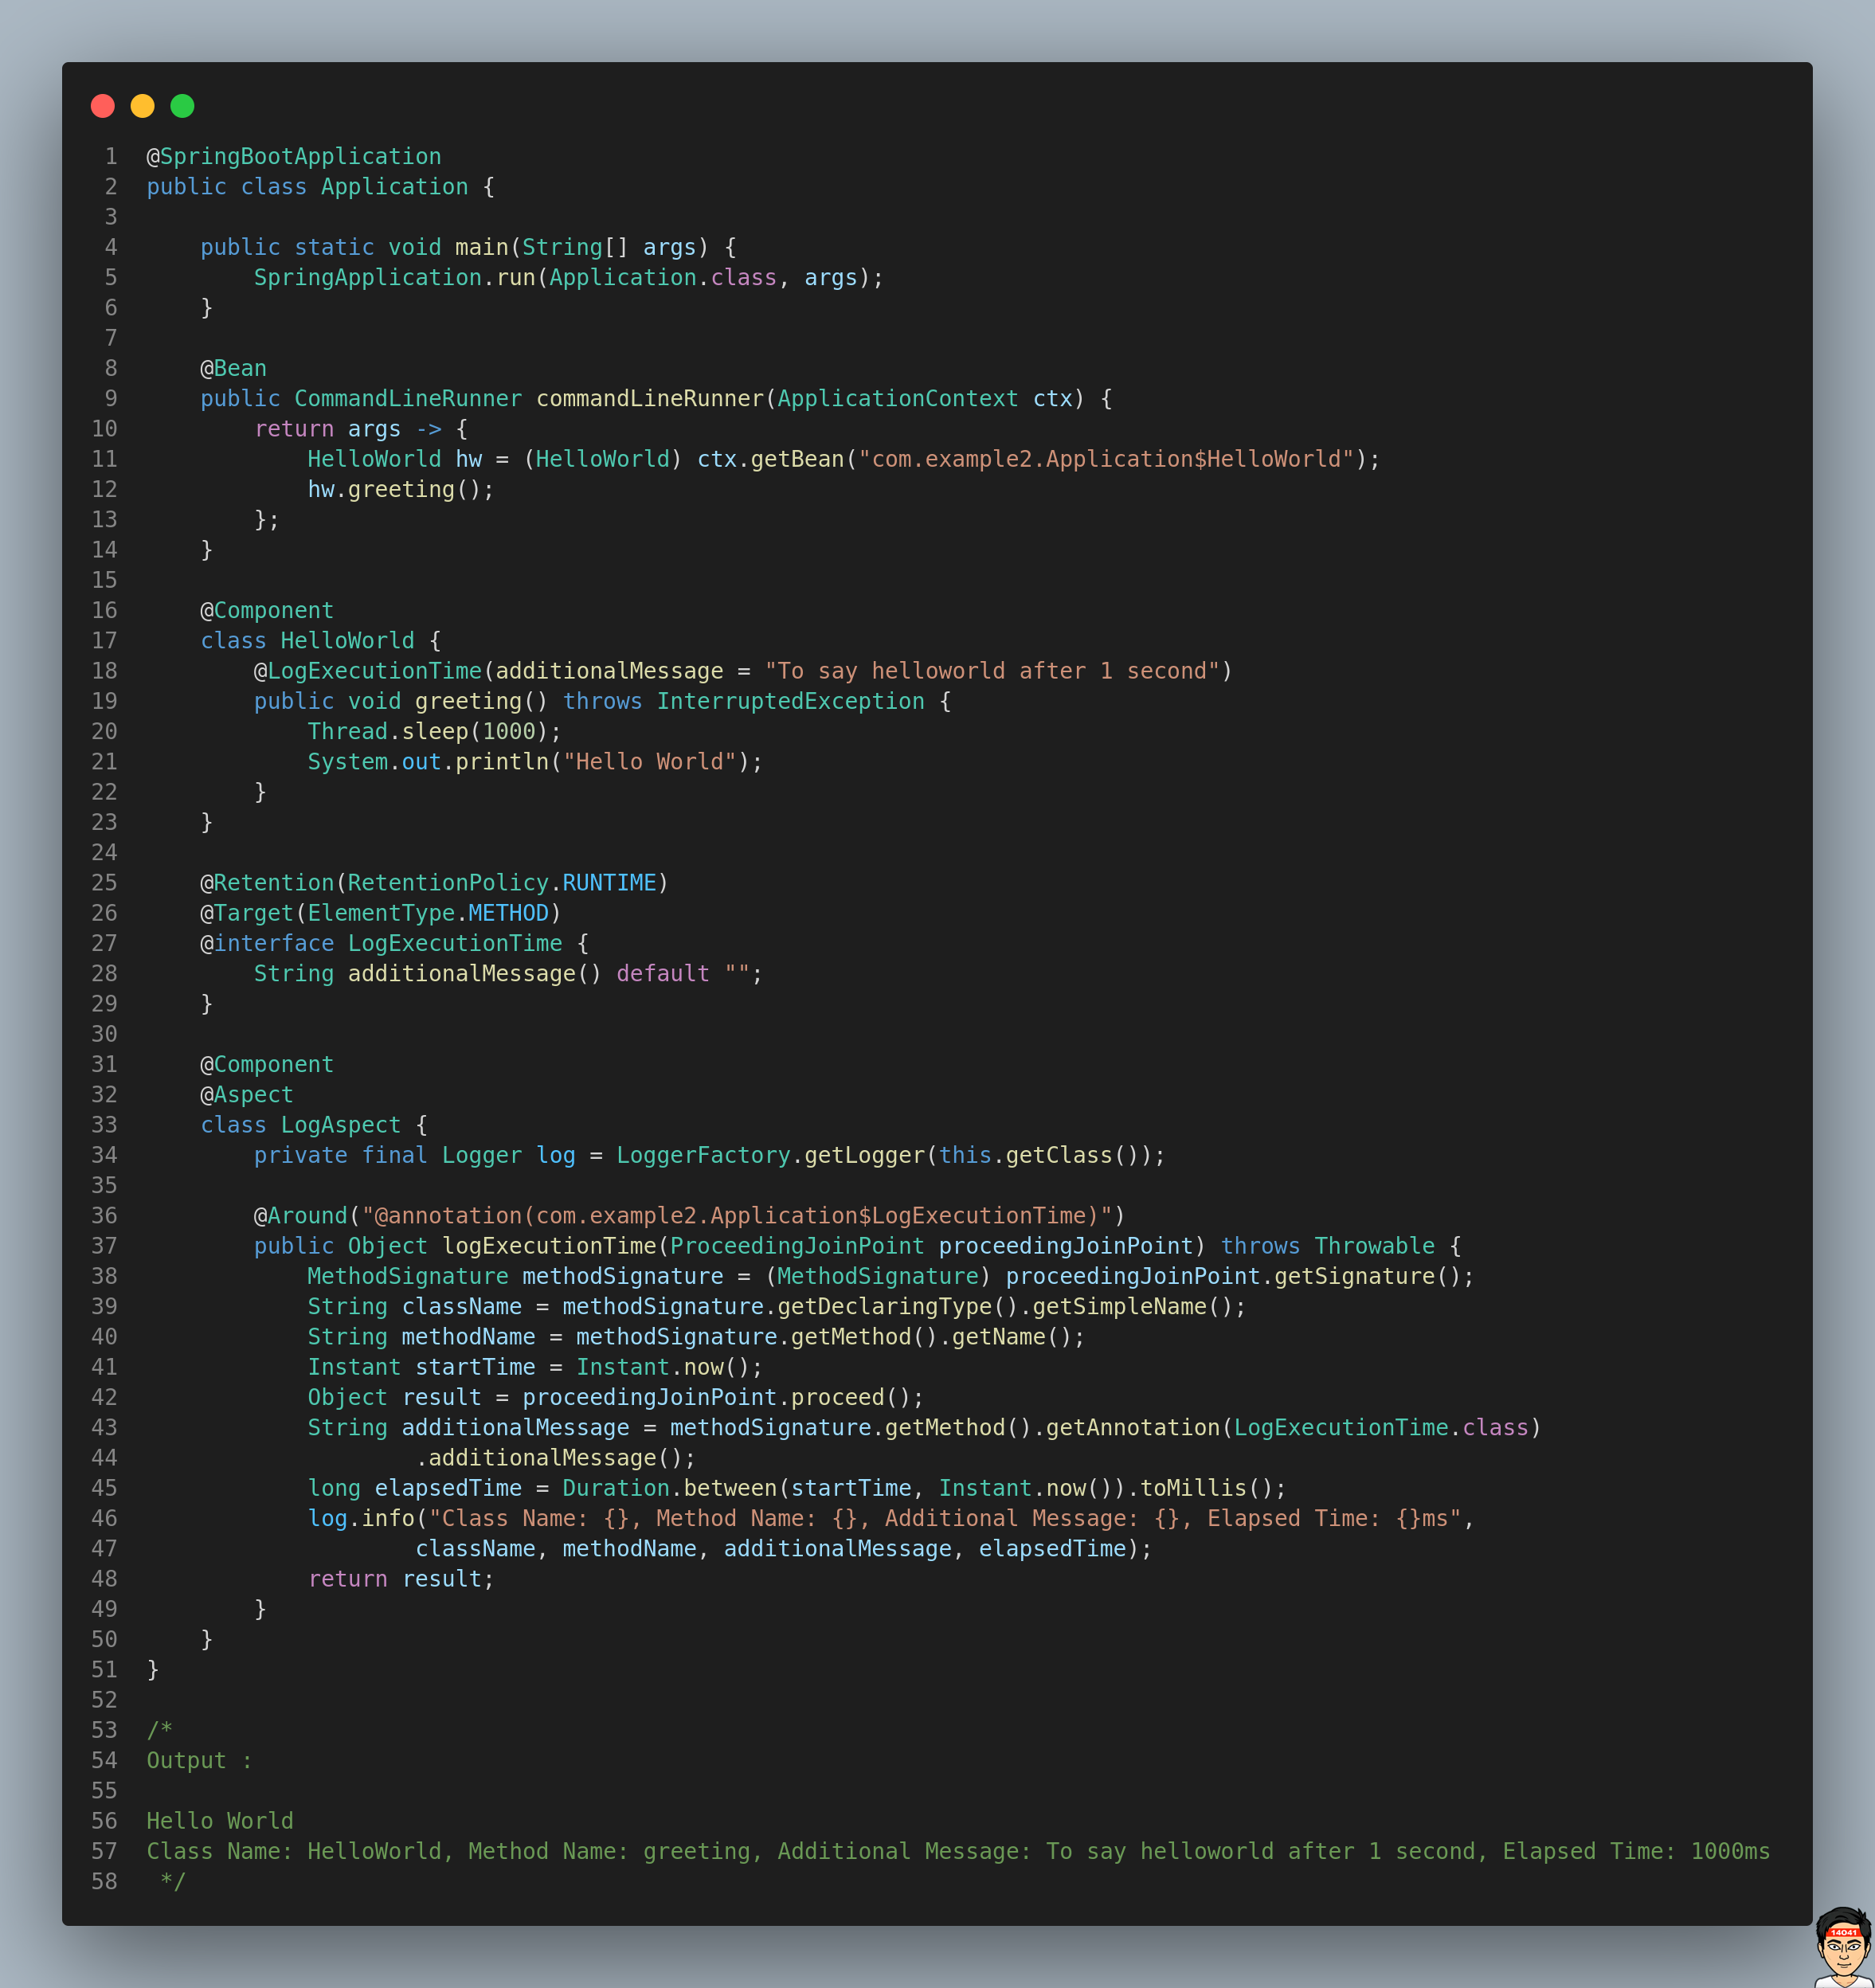 1 @SpringBootApplication
2 public class Application {
3
4     public static void main(String[] args) {
5         SpringApplication.run(Application.class, args);
6     }
7
8     @Bean
9     public CommandLineRunner commandLineRunner(ApplicationContext ctx) {
10         return args -> {
11             HelloWorld hw = (HelloWorld) ctx.getBean("com.example2.Application$HelloWorld");
12             hw.greeting();
13         };
14     }
15
16     @Component
17     class HelloWorld {
18         @LogExecutionTime(additionalMessage = "To say helloworld after 1 second")
19         public void greeting() throws InterruptedException {
20             Thread.sleep(1000);
21             System.out.println("Hello World");
22         }
23     }
24
25     @Retention(RetentionPolicy.RUNTIME)
26     @Target(ElementType.METHOD)
27     @interface LogExecutionTime {
28         String additionalMessage() default "";
29     }
30
31     @Component
32     @Aspect
33     class LogAspect {
34         private final Logger log = LoggerFactory.getLogger(this.getClass());
35
36         @Around("@annotation(com.example2.Application$LogExecutionTime)")
37         public Object logExecutionTime(ProceedingJoinPoint proceedingJoinPoint) throws Throwable {
38             MethodSignature methodSignature = (MethodSignature) proceedingJoinPoint.getSignature();
39             String className = methodSignature.getDeclaringType().getSimpleName();
40             String methodName = methodSignature.getMethod().getName();
41             Instant startTime = Instant.now();
42             Object result = proceedingJoinPoint.proceed();
43             String additionalMessage = methodSignature.getMethod().getAnnotation(LogExecutionTime.class)
44                     .additionalMessage();
45             long elapsedTime = Duration.between(startTime, Instant.now()).toMillis();
46             log.info("Class Name: {}, Method Name: {}, Additional Message: {}, Elapsed Time: {}ms",
47                     className, methodName, additionalMessage, elapsedTime);
48             return result;
49         }
50     }
51 }
52
53 /*
54 Output :
55
56 Hello World
57 Class Name: HelloWorld, Method Name: greeting, Additional Message: To say helloworld after 1 second, Elapsed Time: 1000ms
58  */
14041